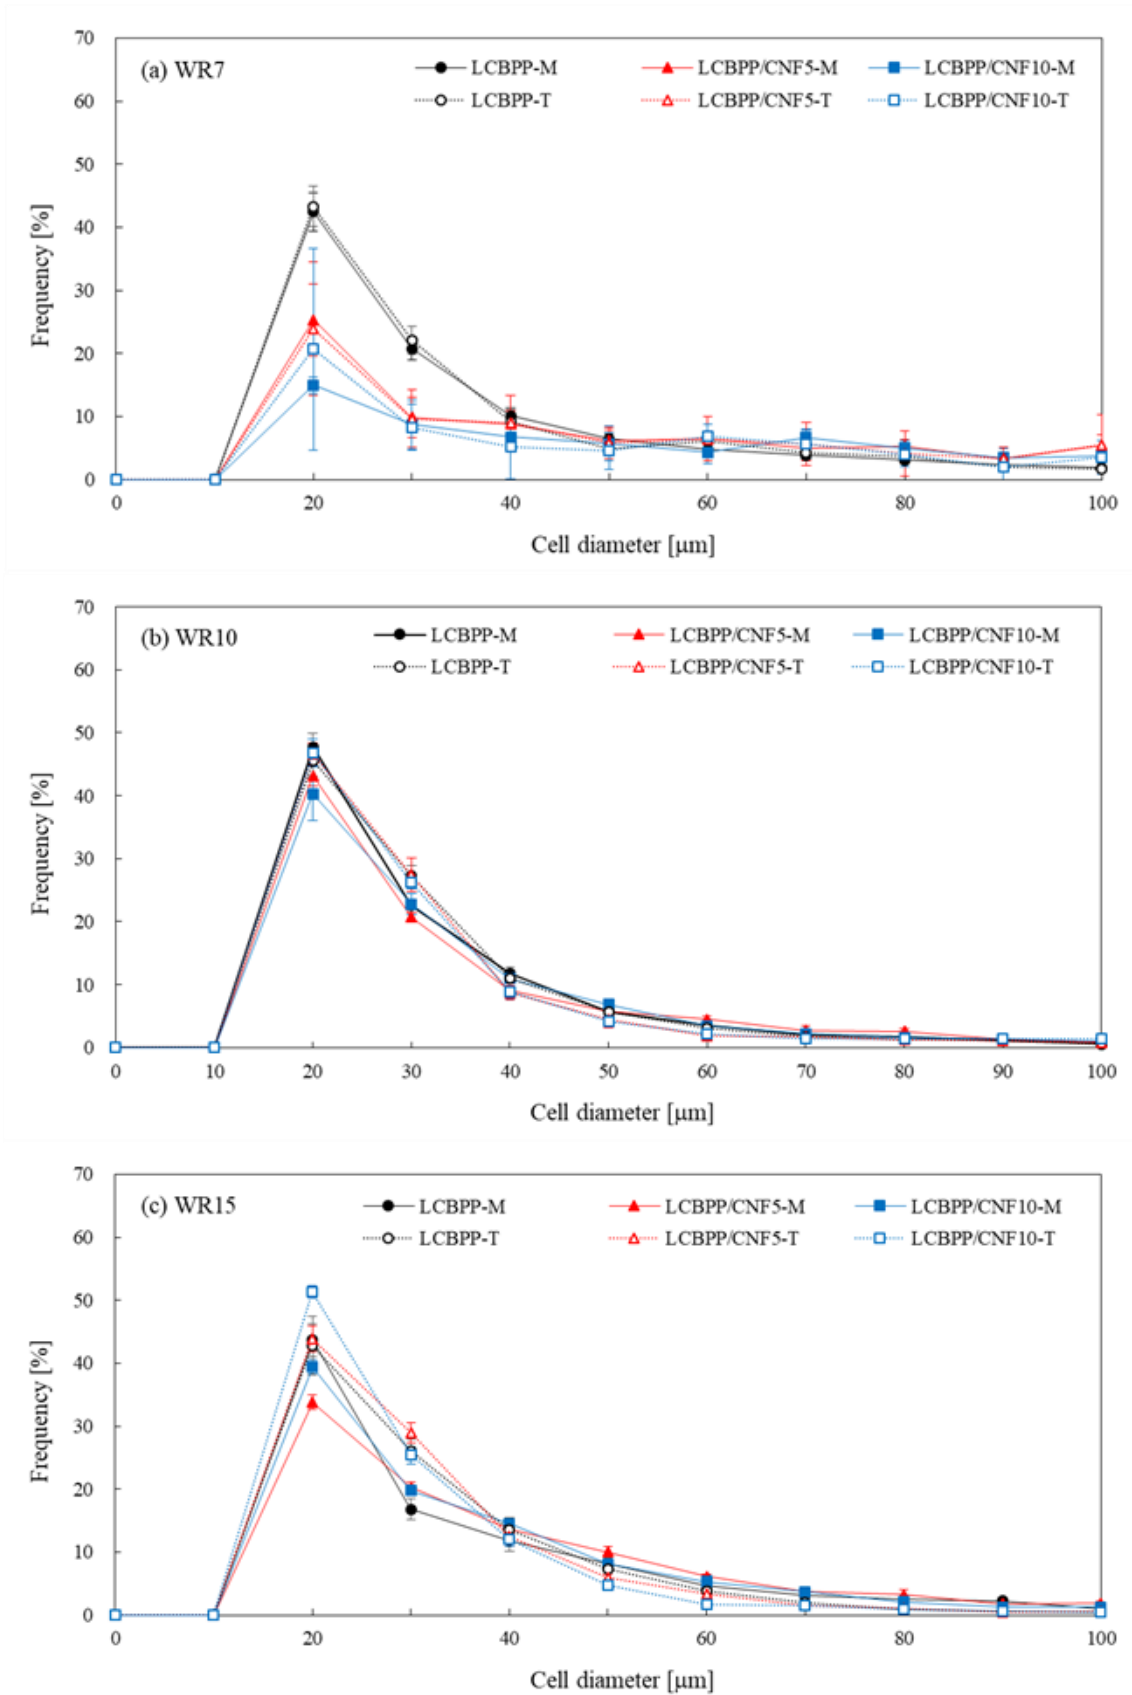 70
(a) WR7
LCBPP-M
LCBPP/CNF5-M
LCBPP/CNF10-M
LCBPP-T
LCBPP/CNF5-T
LCBPP/CNF10-T
60
50
40
30
20
10
0
Frequency [%]
0 20 40 60 80 100
Cell diameter [μm]
70
(b) WR10
LCBPP-M
LCBPP/CNF5-M
LCBPP/CNF10-M
LCBPP-T
LCBPP/CNF5-T
LCBPP/CNF10-T
60
50
40
30
20
10
0
Frequency [%]
0 10 20 30 40 50 60 70 80 90 100
Cell diameter [μm]
70
(c) WR15
LCBPP-M
LCBPP/CNF5-M
LCBPP/CNF10-M
LCBPP-T
LCBPP/CNF5-T
LCBPP/CNF10-T
60
50
40
30
20
10
0
Frequency [%]
0 20 40 60 80 100
Cell diameter [μm]